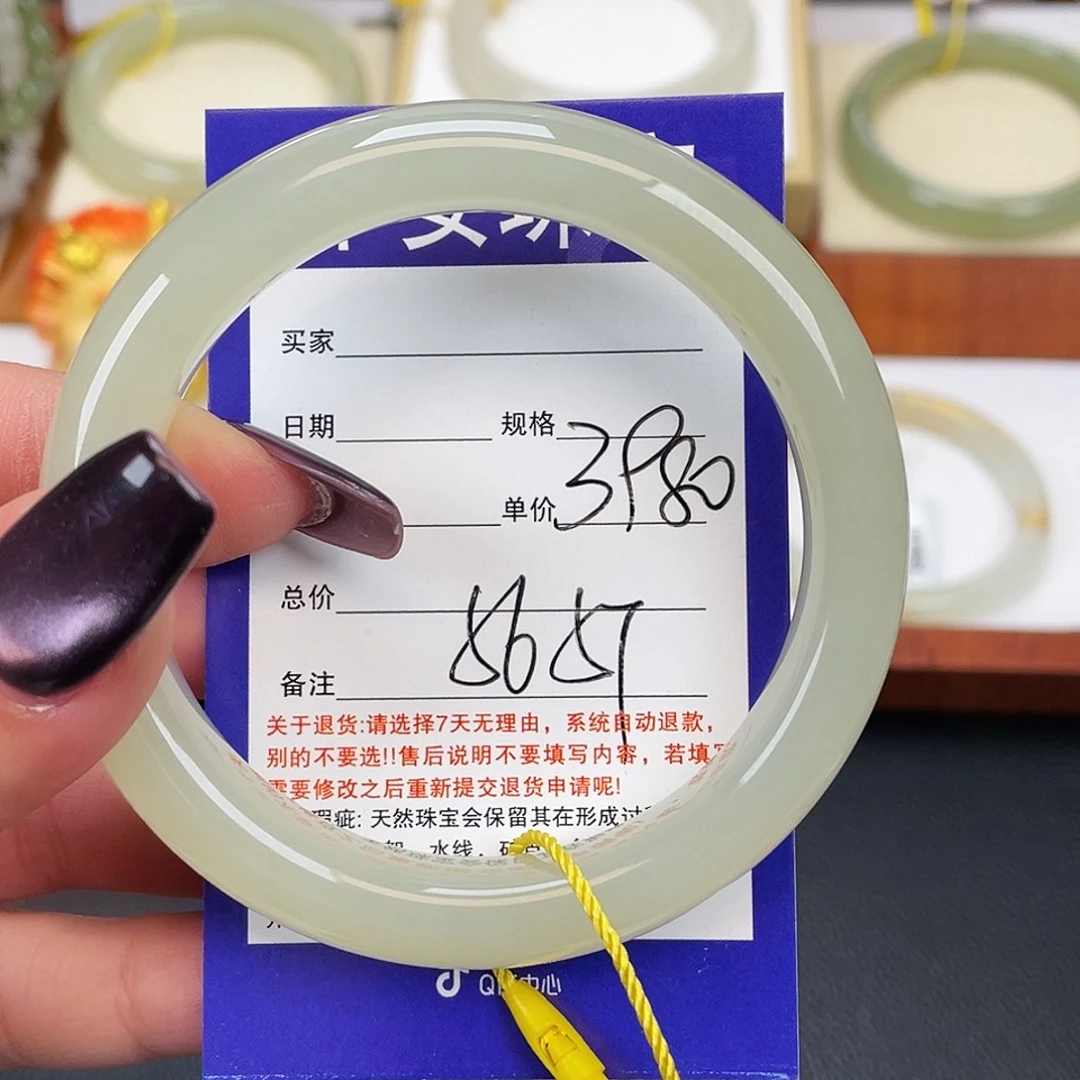 买家
日期 规格
单价 3980
总价
5657
备注
关于退货:请选择7天无理由，系统自动退款，
别的不要选!!售后说明不要填写内容，若填写
需要修改之后重新提交退货申请呢!
瑕疵: 天然珠宝会保留其在形成过
水线
中心